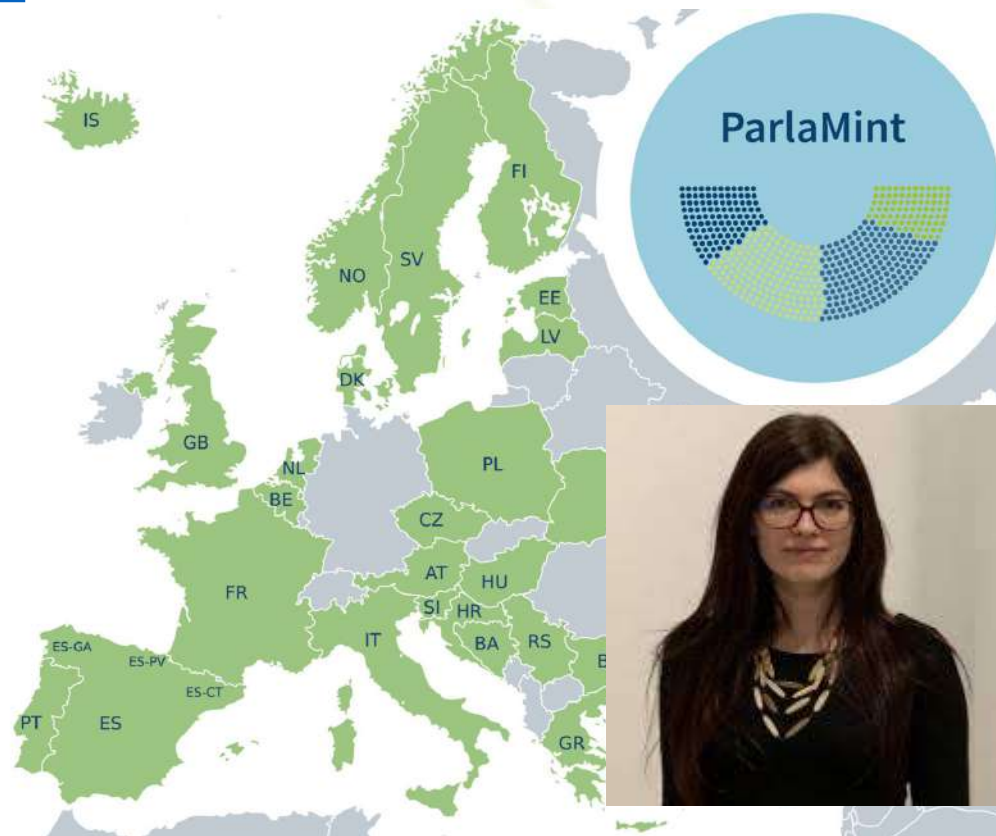 ParlaMint
IS
FI
SV
NO
EE
LV
DK
GB
NL
BE
PL
CZ
FR
AT
HU
SI
HR
IT
BA
RS
B
ES-GA
ES-PV
ES-CT
PT
ES
GR